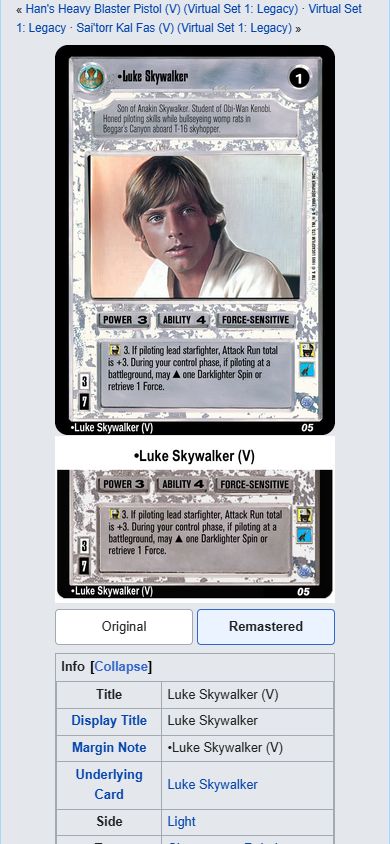 « Han's Heavy Blaster Pistol (V) (Virtual Set 1: Legacy) · Virtual Set
1: Legacy · Sai'torr Kal Fas (V) (Virtual Set 1: Legacy) »
•Luke Skywalker
1
Son of Anakin Skywalker. Student of Obi-Wan Kenobi.
Honed piloting skills while bullseyeing womp rats in
Beggar's Canyon aboard T-16 skyhopper.
POWER 3 ABILITY 4 FORCE-SENSITIVE
3. If piloting lead starfighter, Attack Run total
is +3. During your control phase, if piloting at a
battleground, may ▲ one Darklighter Spin or
retrieve 1 Force.
3
7
•Luke Skywalker (V) 05
•Luke Skywalker (V)
POWER 3 ABILITY 4 FORCE-SENSITIVE
3. If piloting lead starfighter, Attack Run total
is +3. During your control phase, if piloting at a
battleground, may ▲ one Darklighter Spin or
retrieve 1 Force.
3
7
•Luke Skywalker (V) 05
Original Remastered
Info [Collapse]
Title Luke Skywalker (V)
Display Title Luke Skywalker
Margin Note •Luke Skywalker (V)
Underlying
Card Luke Skywalker
Side Light